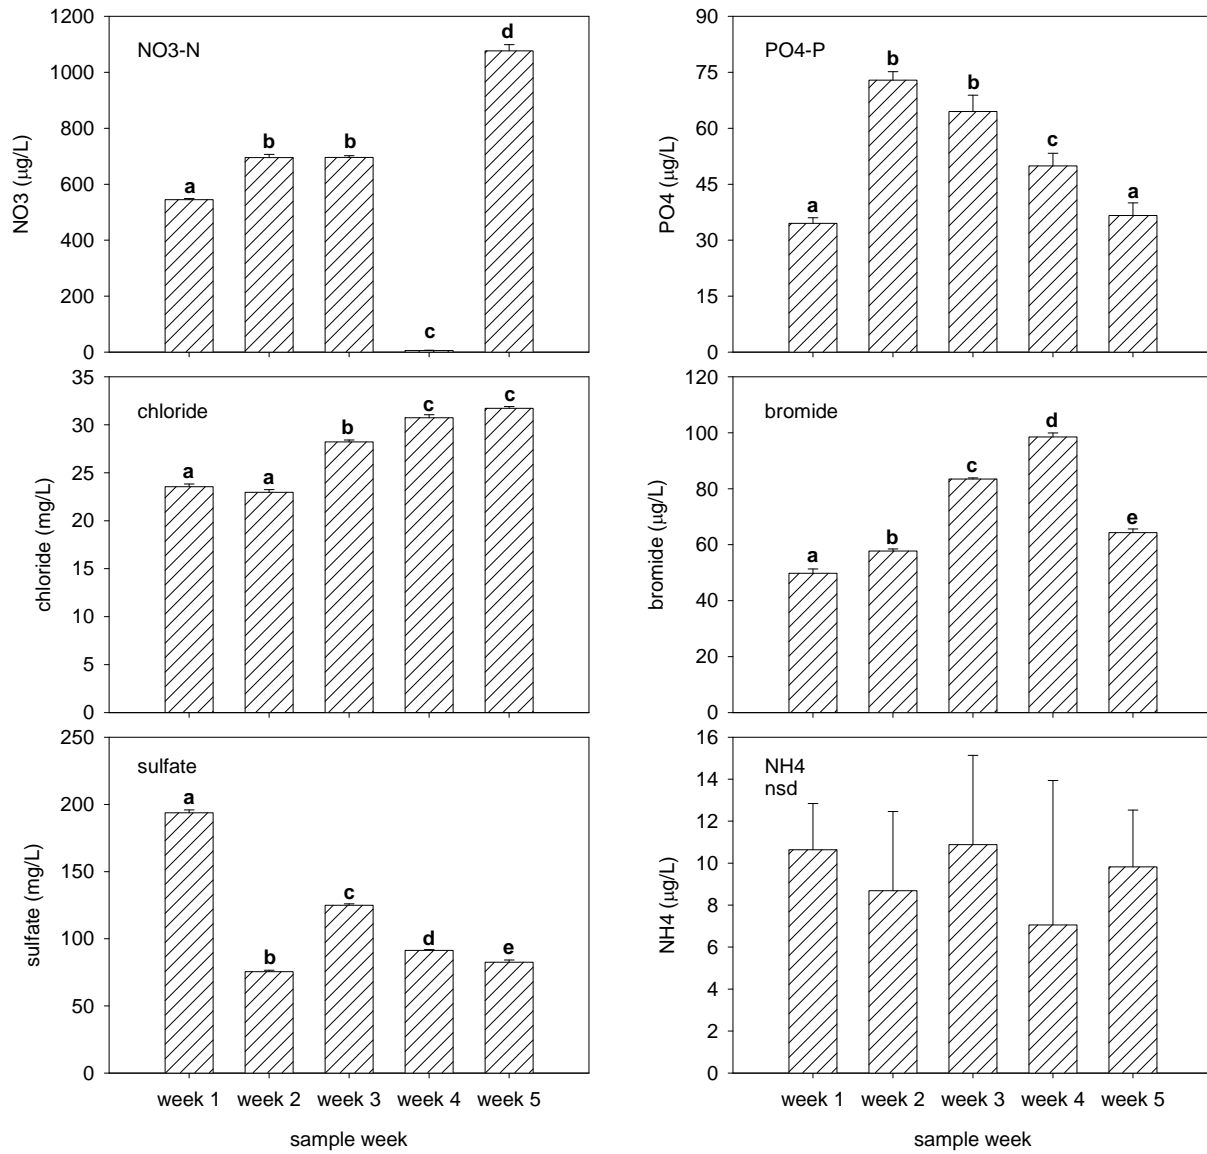 NO3-N
NO3 (μg/L)
1200
1000
800
600
400
200
0
a
b
b
c
d
PO4-P
PO4 (μg/L)
90
75
60
45
30
15
0
a
b
b
c
a
chloride
chloride (mg/L)
35
30
25
20
15
10
5
0
a
a
b
c
c
bromide
bromide (μg/L)
120
100
80
60
40
20
0
a
b
c
d
e
sulfate
sulfate (mg/L)
250
200
150
100
50
0
a
b
c
d
e
week 1 week 2 week 3 week 4 week 5
sample week
NH4
nsd
NH4 (μg/L)
16
14
12
10
8
6
4
2
0
week 1 week 2 week 3 week 4 week 5
sample week